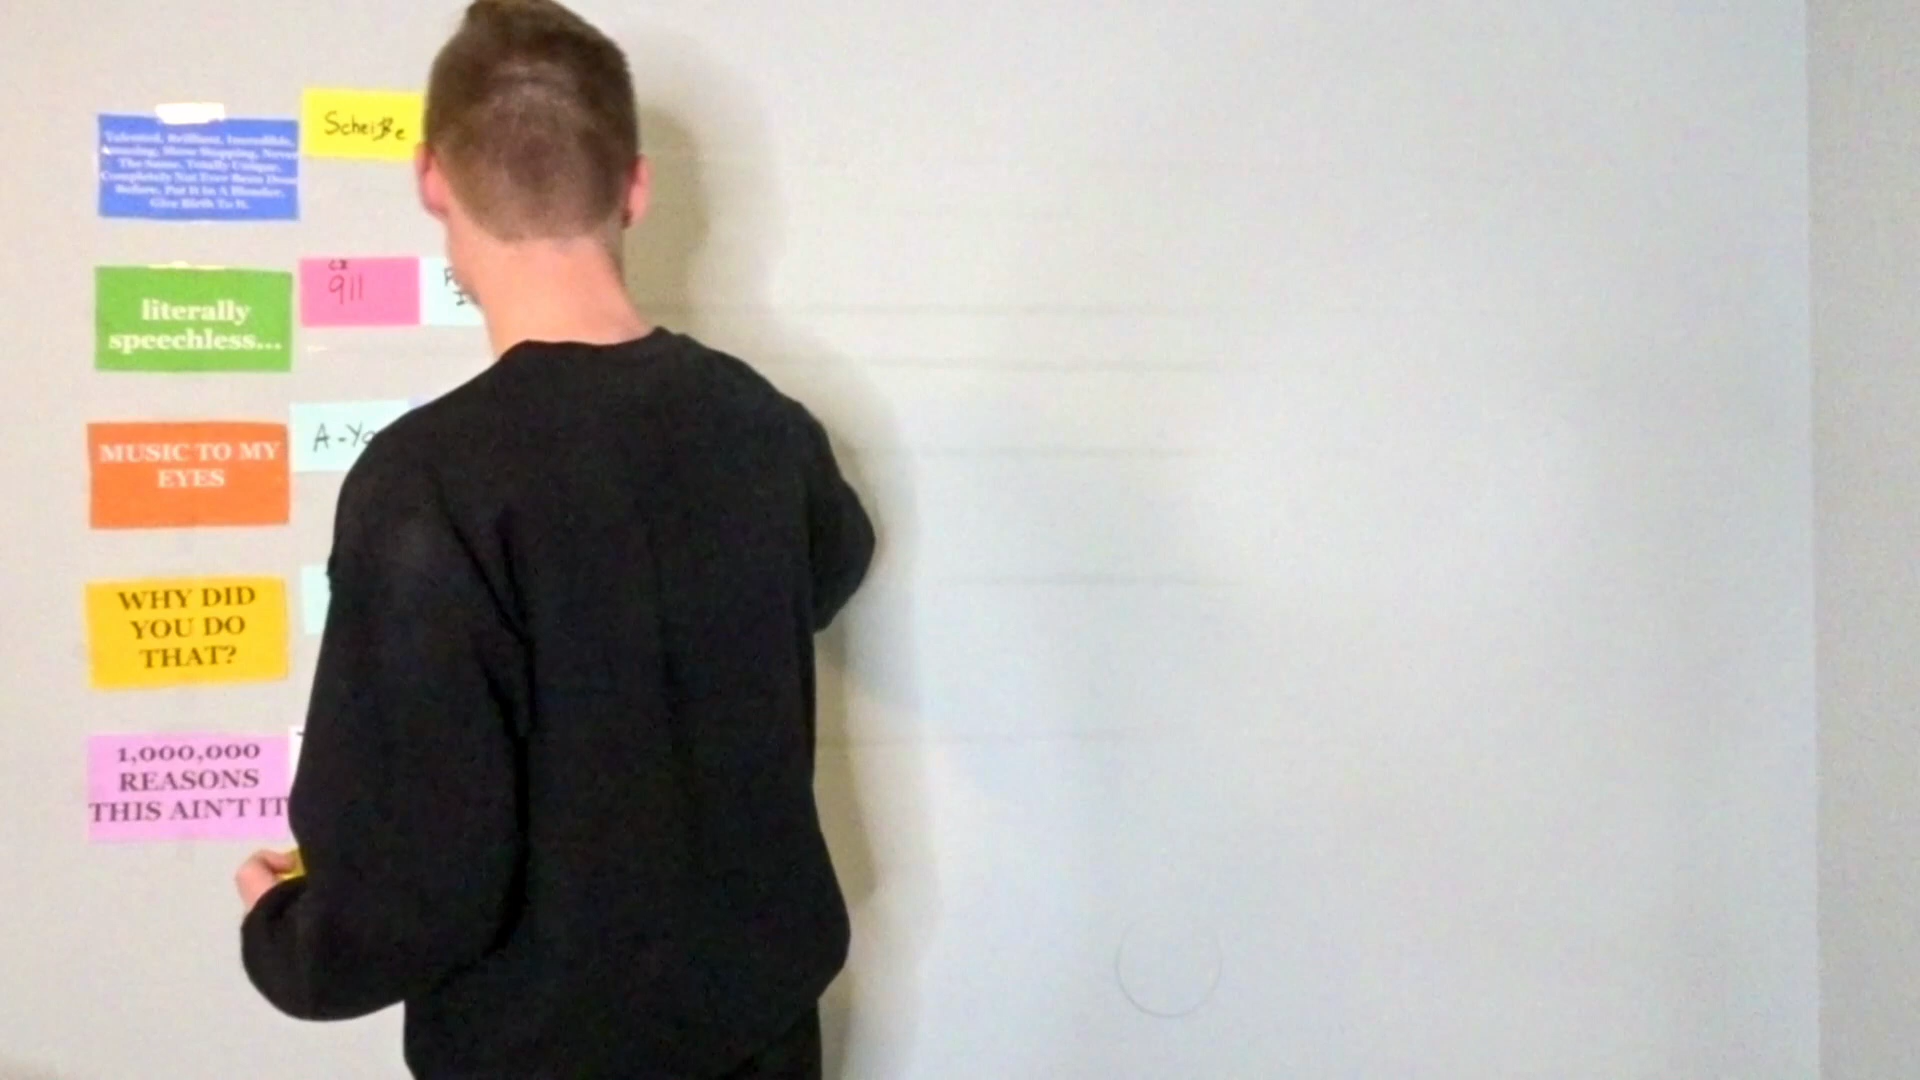 Talented, Brilliant, Incredible,
Amazing, Show Stopping, Never
The Same, Totally Unique,
Completely Not Ever Been Done
Before, Put It In A Blender,
Give Birth To It.
Scheiße
literally
speechless...
911
MUSIC TO MY
EYES
A-Yo
WHY DID
YOU DO
THAT?
1,000,000
REASONS
THIS AIN'T IT